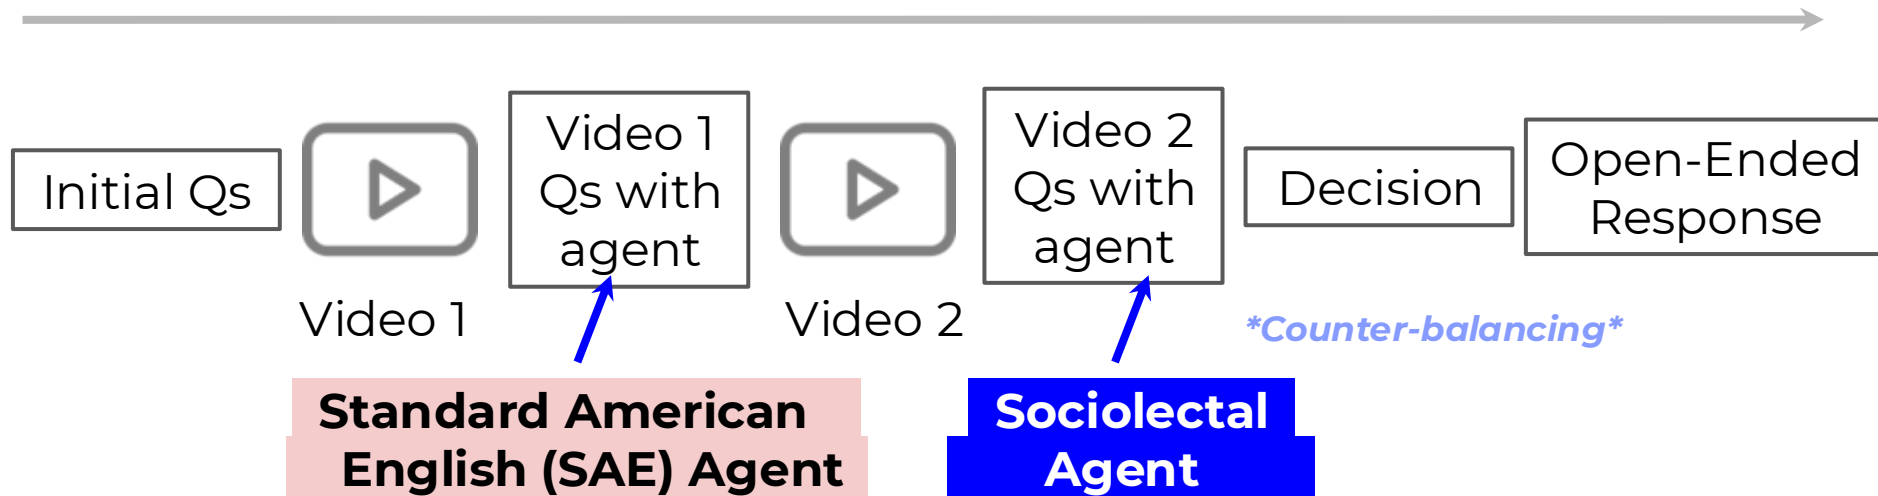 Initial Qs
Video 1
Video 1
Qs with
agent
Video 2
Video 2
Qs with
agent
Decision
Open-Ended
Response
*Counter-balancing*
Standard American
English (SAE) Agent
Sociolectal
Agent